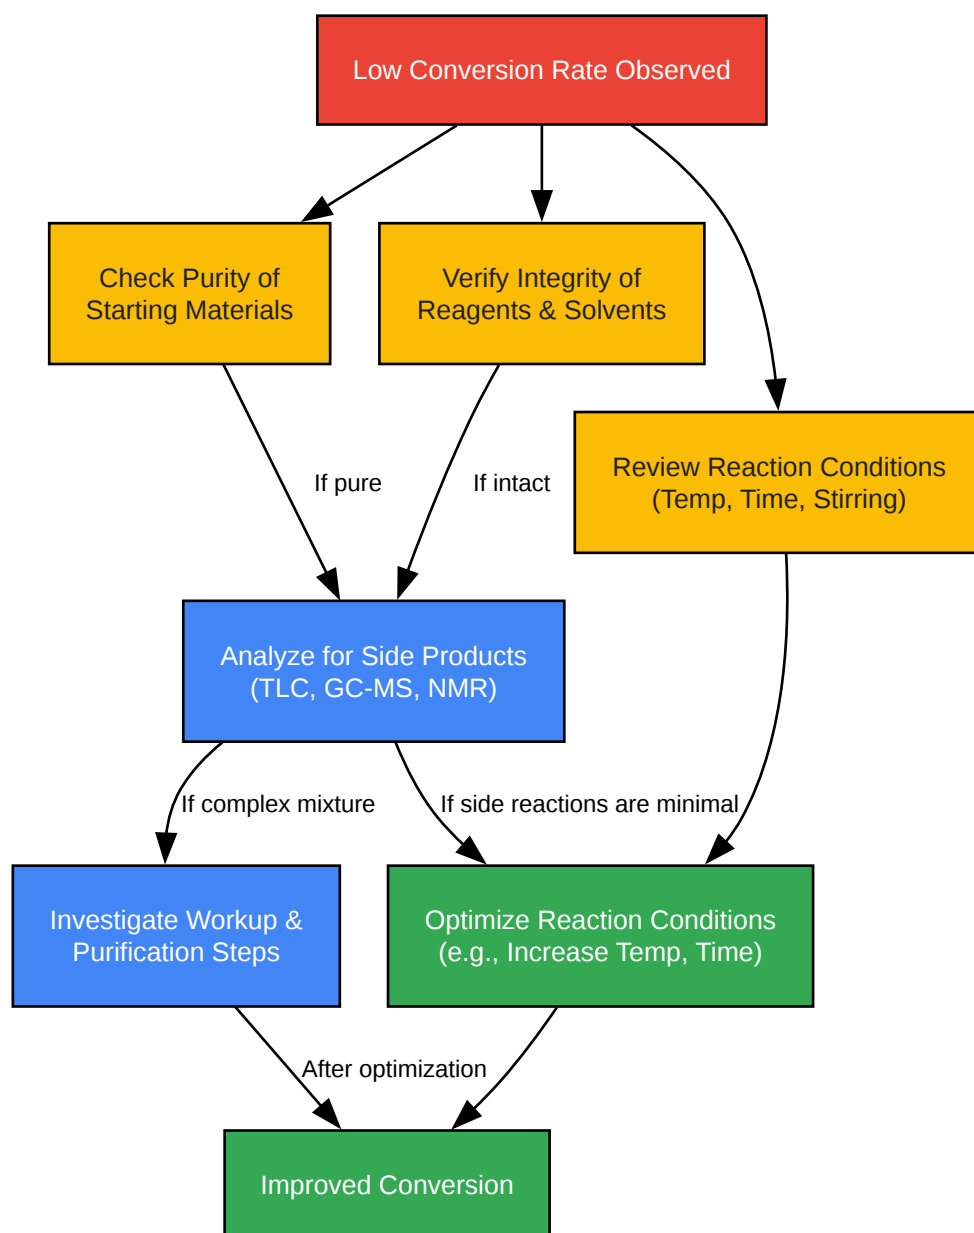 Low Conversion Rate Observed
Check Purity of
Starting Materials
Verify Integrity of
Reagents & Solvents
Review Reaction Conditions
(Temp, Time, Stirring)
If pure
If intact
Analyze for Side Products
(TLC, GC-MS, NMR)
If complex mixture
If side reactions are minimal
Investigate Workup &
Purification Steps
Optimize Reaction Conditions
(e.g., Increase Temp, Time)
After optimization
Improved Conversion